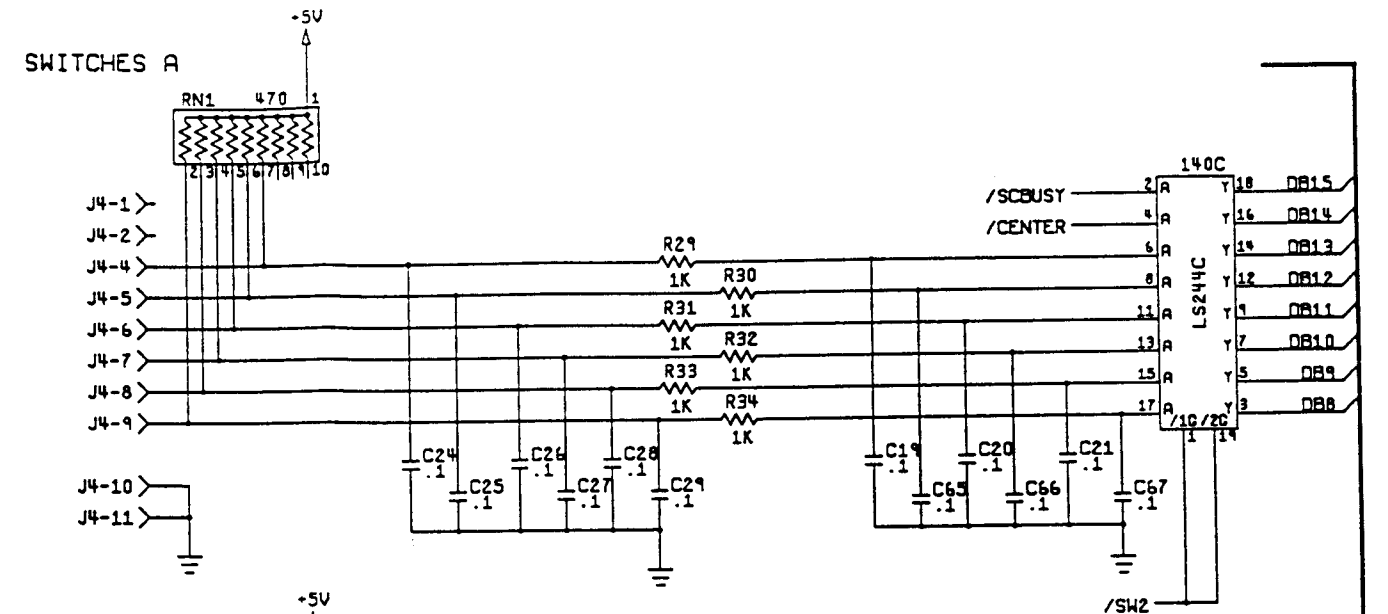 +5V
SWITCHES A
RN1 470 1
2 3 4 5 6 7 8 9 10
140C
J4-1
/SCBUSY 2 A Y 18 DB15
J4-2
/CENTER 4 A Y 16 DB14
J4-4 R29 1K 6 A Y 14 DB13
J4-5 R30 1K 8 A Y 12 DB12
J4-6 R31 1K 11 A Y 9 DB11
J4-7 R32 1K 13 A Y 7 DB10
J4-8 R33 1K 15 A Y 5 DB9
J4-9 R34 1K 17 A Y 3 DB8
LS244C
/1G /2G
1 19
C24 .1
C25 .1
C26 .1
C27 .1
C28 .1
C29 .1
C19 .1
C65 .1
C20 .1
C66 .1
C21 .1
C67 .1
J4-10
J4-11
+5V
/SW2